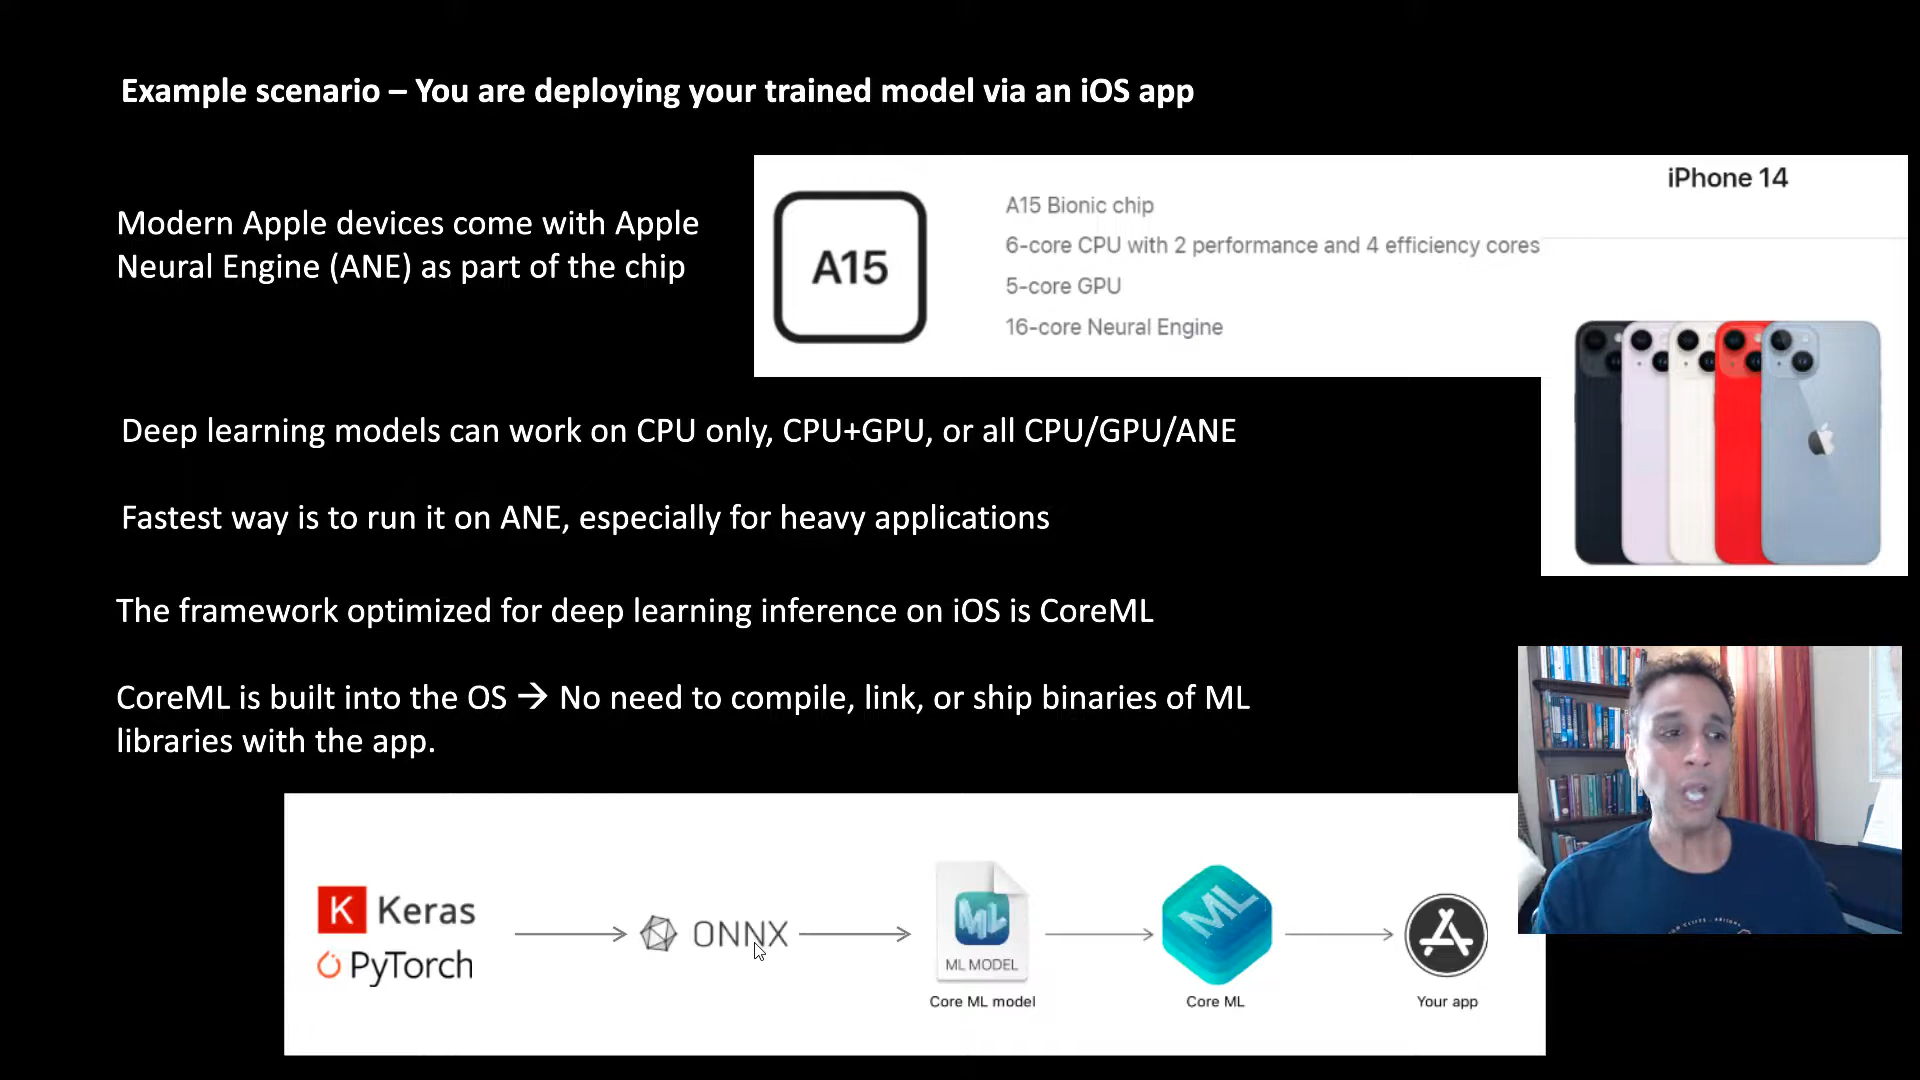 Example scenario – You are deploying your trained model via an iOS app
Modern Apple devices come with Apple
Neural Engine (ANE) as part of the chip
A15
A15 Bionic chip
6-core CPU with 2 performance and 4 efficiency cores
5-core GPU
16-core Neural Engine
iPhone 14
Deep learning models can work on CPU only, CPU+GPU, or all CPU/GPU/ANE
Fastest way is to run it on ANE, especially for heavy applications
The framework optimized for deep learning inference on iOS is CoreML
CoreML is built into the OS → No need to compile, link, or ship binaries of ML
libraries with the app.
K Keras
PyTorch
ONNX
ML
ML MODEL
Core ML model
ML
Core ML
Your app